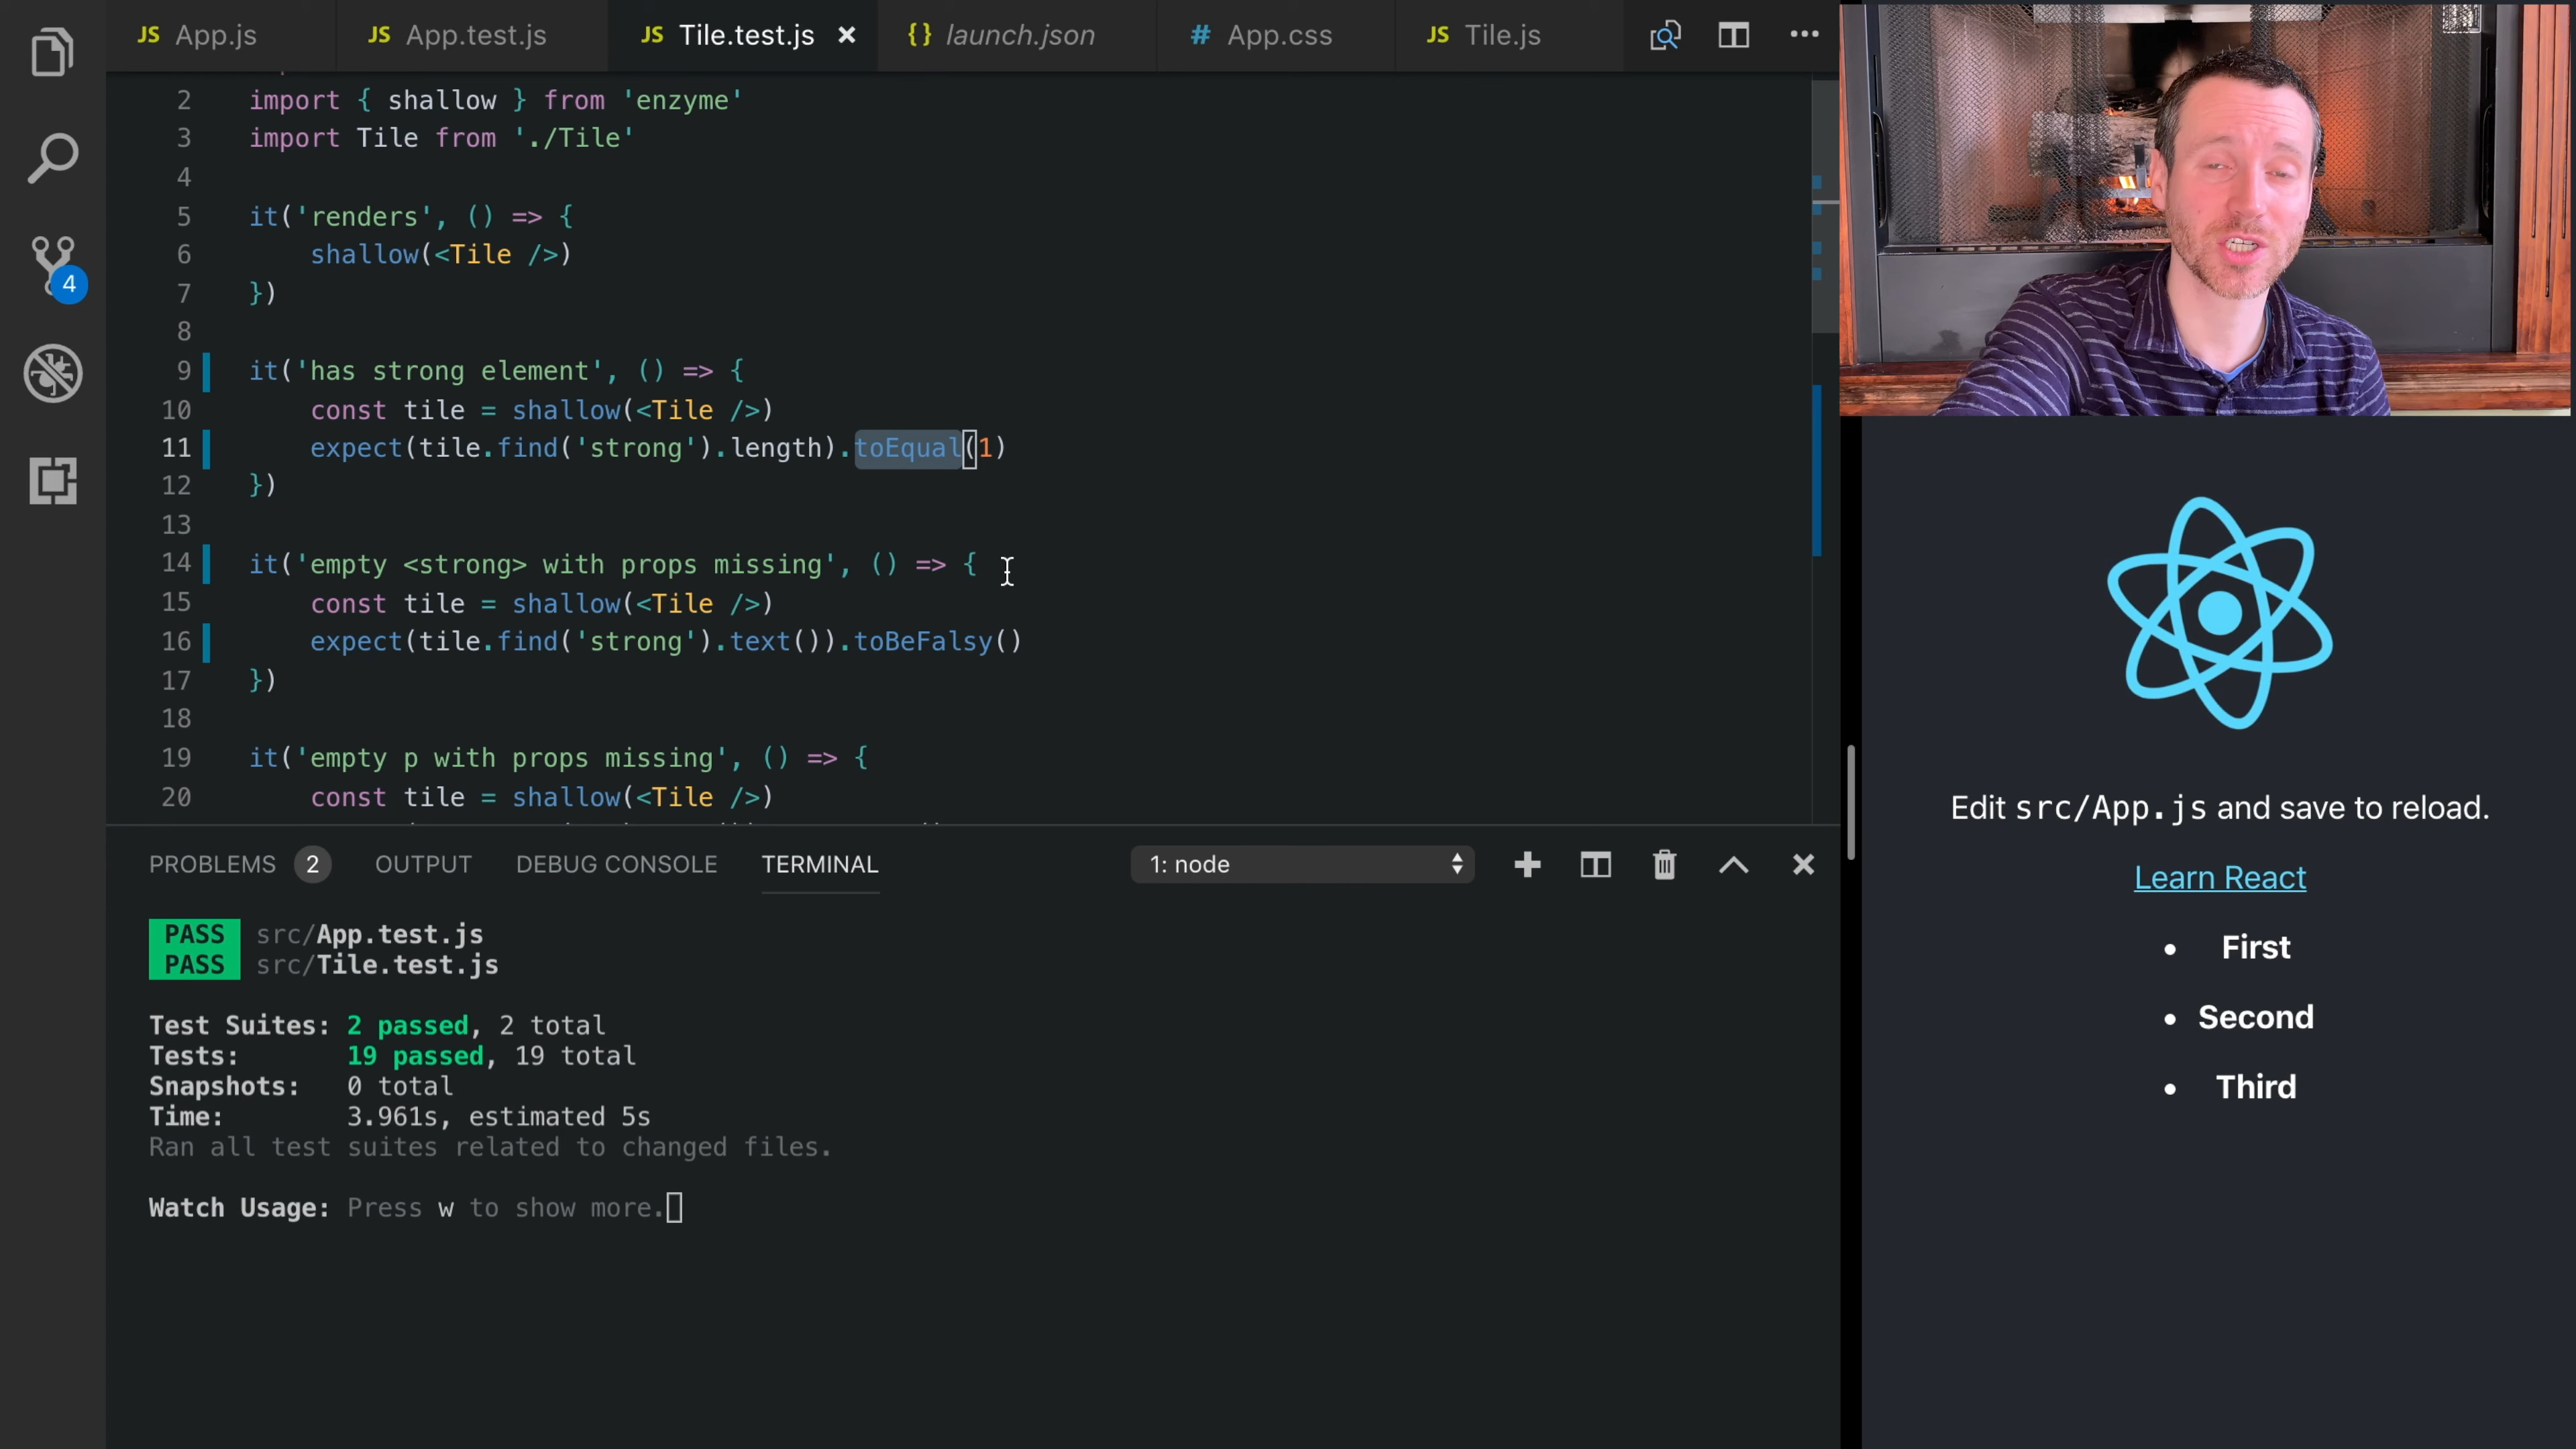 JS App.js JS App.test.js JS Tile.test.js × {} launch.json # App.css JS Tile.js
2 import { shallow } from 'enzyme'
3 import Tile from './Tile'
4
5 it('renders', () => {
6 shallow(<Tile />)
7 })
8
9 it('has strong element', () => {
10 const tile = shallow(<Tile />)
11 expect(tile.find('strong').length).toEqual(1)
12 })
13
14 it('empty <strong> with props missing', () => {
15 const tile = shallow(<Tile />)
16 expect(tile.find('strong').text()).toBeFalsy()
17 })
18
19 it('empty p with props missing', () => {
20 const tile = shallow(<Tile />)
4
PROBLEMS 2 OUTPUT DEBUG CONSOLE TERMINAL 1: node
PASS src/App.test.js
PASS src/Tile.test.js
Test Suites: 2 passed, 2 total
Tests: 19 passed, 19 total
Snapshots: 0 total
Time: 3.961s, estimated 5s
Ran all test suites related to changed files.
Watch Usage: Press w to show more.
Edit src/App.js and save to reload.
Learn React
• First
• Second
• Third